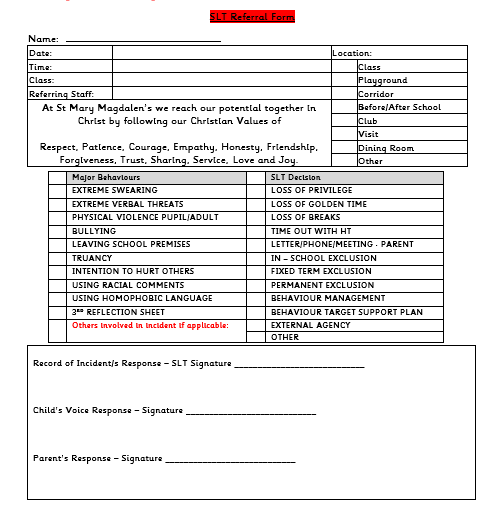 SLT Referral Form
Name: ___________________________
Date:
Location:
Time:
Class
Class:
Playground
Referring Staff:
Corridor
At St Mary Magdalen's we reach our potential together in
Christ by following our Christian Values of
Respect, Patience, Courage, Empathy, Honesty, Friendship,
Forgiveness, Trust, Sharing, Service, Love and Joy.
Before/After School
Club
Visit
Dining Room
Other
Major Behaviours
SLT Decision
EXTREME SWEARING
LOSS OF PRIVILEGE
EXTREME VERBAL THREATS
LOSS OF GOLDEN TIME
PHYSICAL VIOLENCE PUPIL/ADULT
LOSS OF BREAKS
BULLYING
TIME OUT WITH HT
LEAVING SCHOOL PREMISES
LETTER/PHONE/MEETING - PARENT
TRUANCY
IN – SCHOOL EXCLUSION
INTENTION TO HURT OTHERS
FIXED TERM EXCLUSION
USING RACIAL COMMENTS
PERMANENT EXCLUSION
USING HOMOPHOBIC LANGUAGE
BEHAVIOUR MANAGEMENT
3RD REFLECTION SHEET
BEHAVIOUR TARGET SUPPORT PLAN
Others involved in incident if applicable:
EXTERNAL AGENCY
OTHER
Record of Incident/s Response – SLT Signature ___________________________
Child's Voice Response – Signature ___________________________
Parent's Response – Signature ___________________________